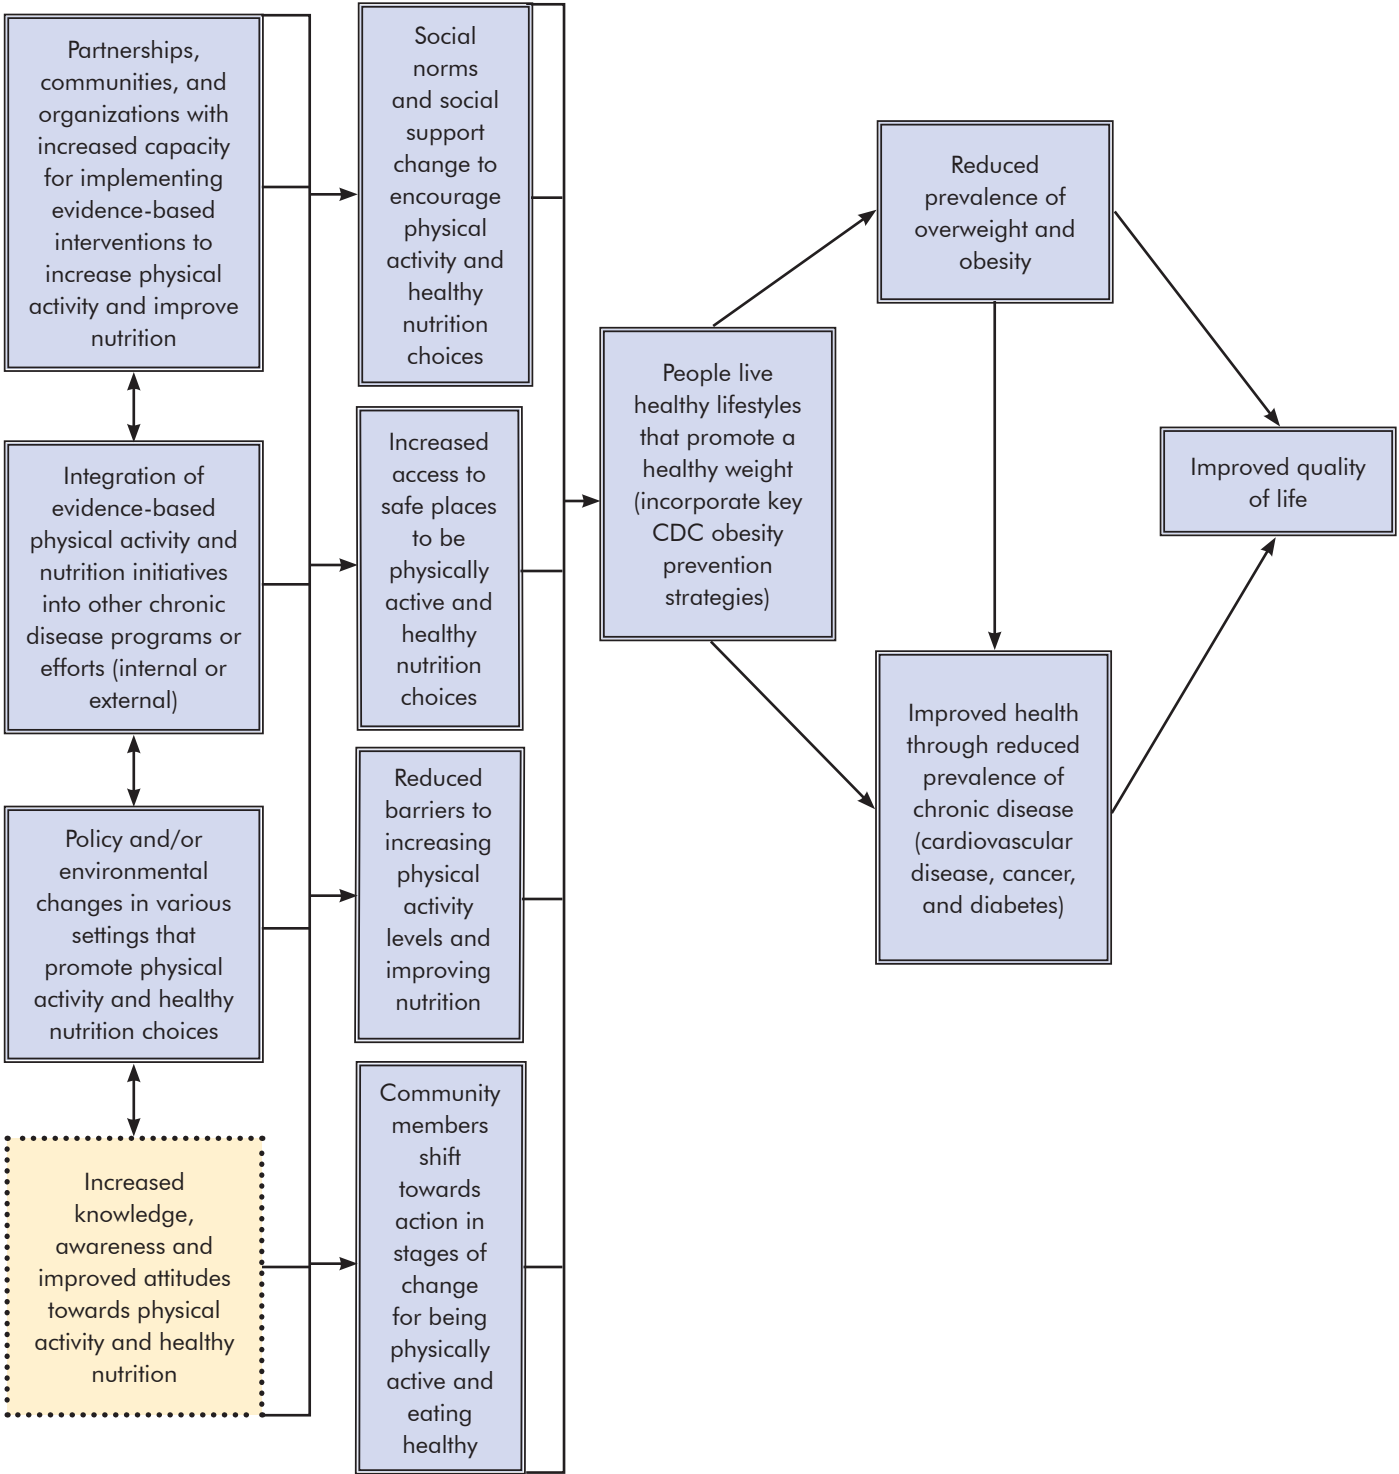 Partnerships,
communities, and
organizations with
increased capacity
for implementing
evidence-based
interventions to
increase physical
activity and improve
nutrition
Integration of
evidence-based
physical activity and
nutrition initiatives
into other chronic
disease programs or
efforts (internal or
external)
Policy and/or
environmental
changes in various
settings that
promote physical
activity and healthy
nutrition choices
Increased
knowledge,
awareness and
improved attitudes
towards physical
activity and healthy
nutrition
Social
norms
and social
support
change to
encourage
physical
activity and
healthy
nutrition
choices
Increased
access to
safe places
to be
physically
active and
healthy
nutrition
choices
Reduced
barriers to
increasing
physical
activity
levels and
improving
nutrition
Community
members
shift
towards
action in
stages of
change
for being
physically
active and
eating
healthy
People live
healthy lifestyles
that promote a
healthy weight
(incorporate key
CDC obesity
prevention
strategies)
Reduced
prevalence of
overweight and
obesity
Improved health
through reduced
prevalence of
chronic disease
(cardiovascular
disease, cancer,
and diabetes)
Improved quality
of life